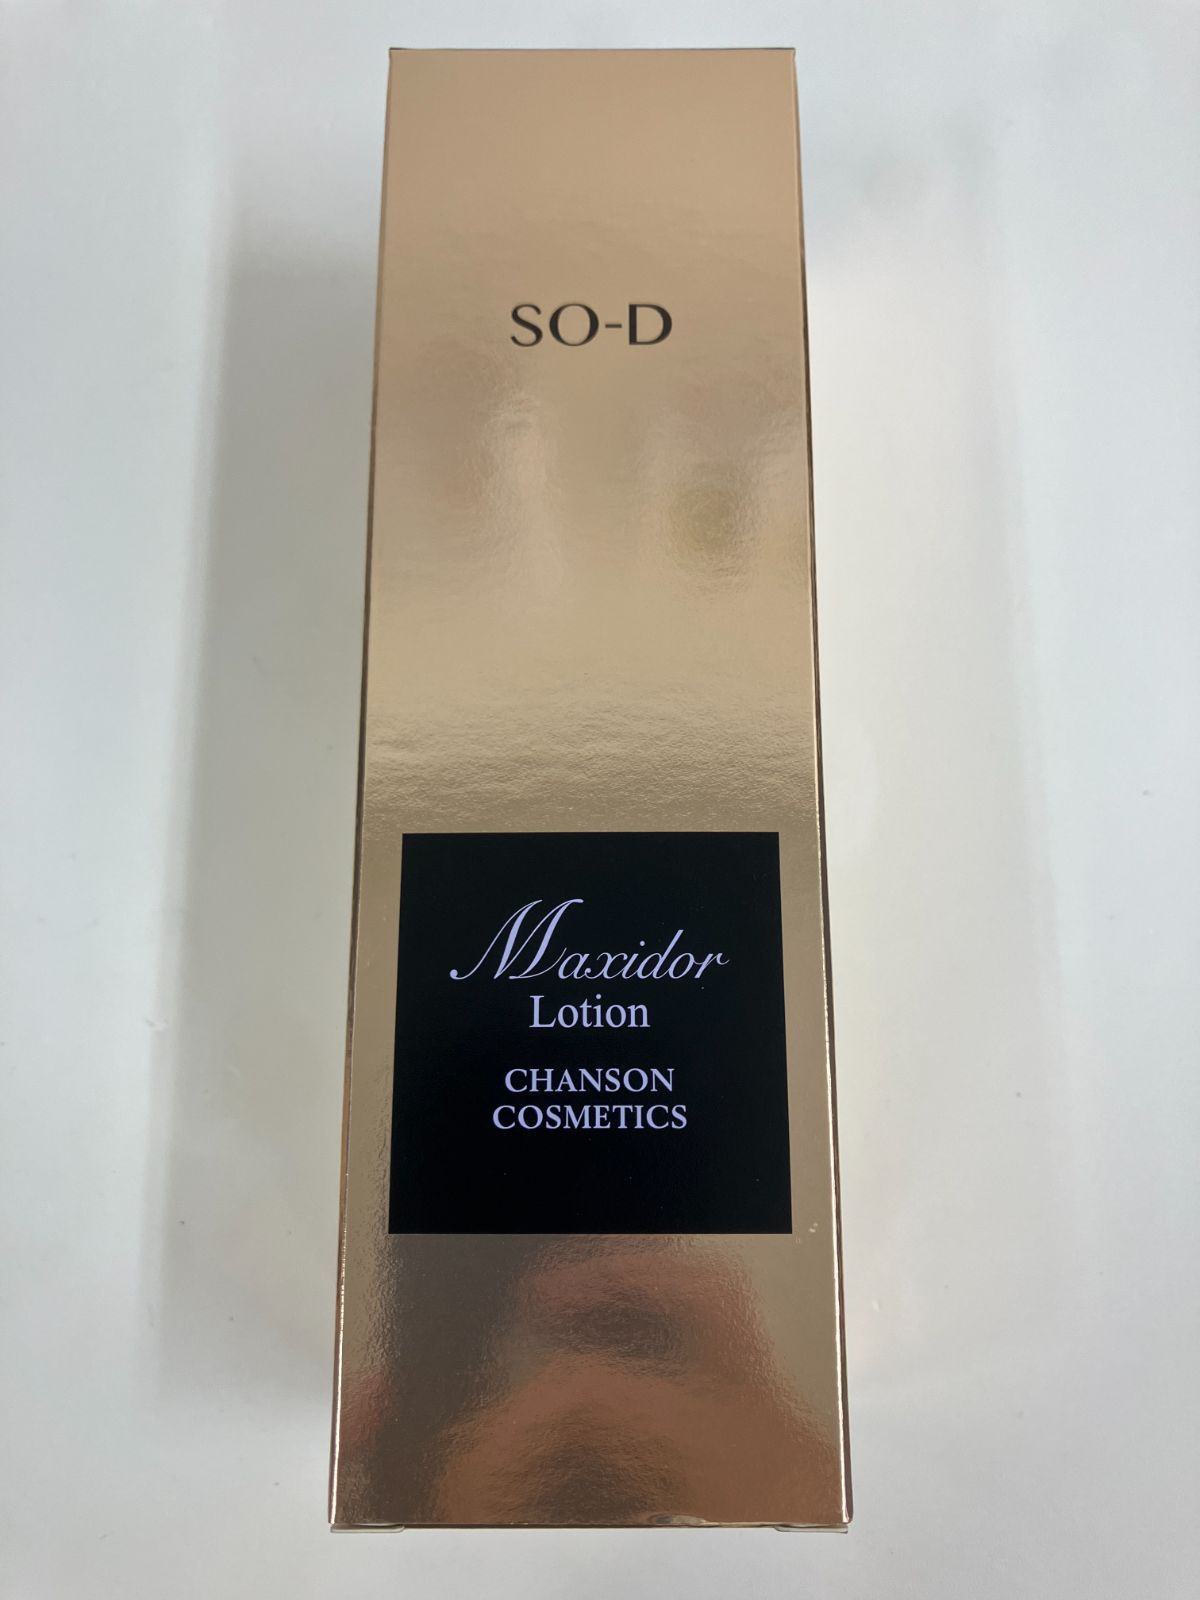 SO-D
Maxidor
Lotion
CHANSON
COSMETICS